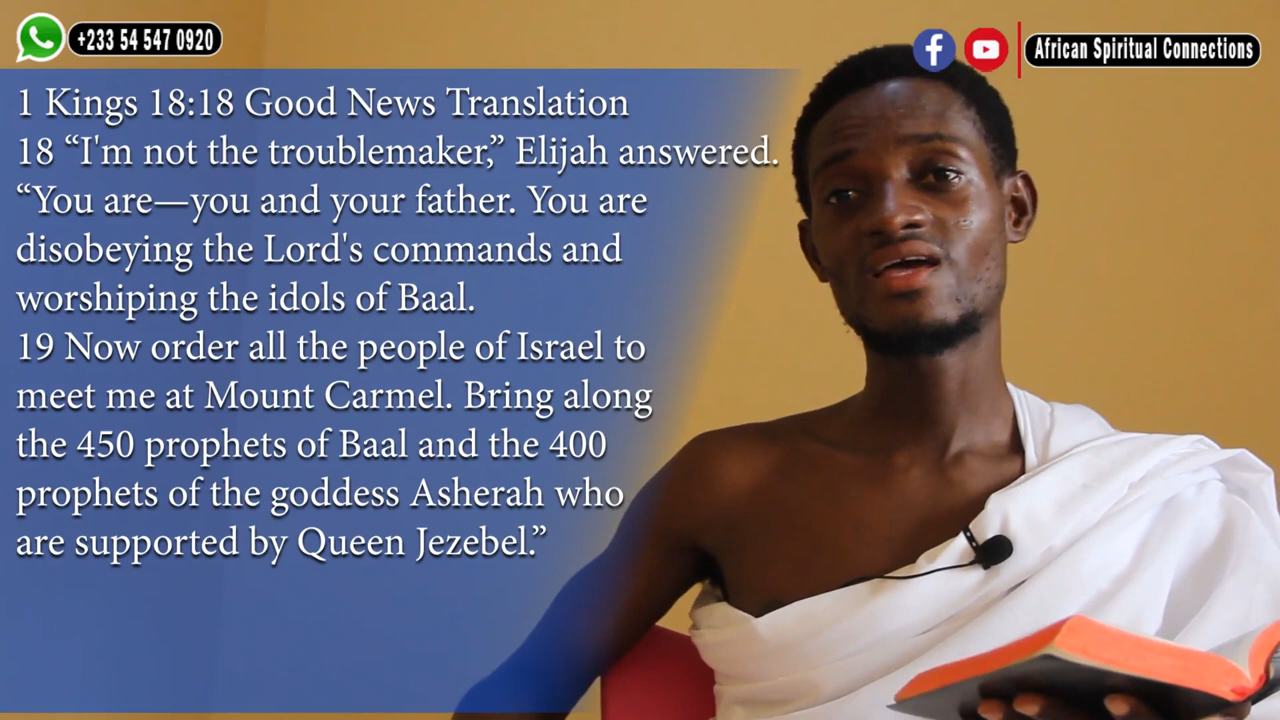 +233 54 547 0920
African Spiritual Connections
1 Kings 18:18 Good News Translation
18 “I'm not the troublemaker,” Elijah answered.
“You are—you and your father. You are
disobeying the Lord's commands and
worshiping the idols of Baal.
19 Now order all the people of Israel to
meet me at Mount Carmel. Bring along
the 450 prophets of Baal and the 400
prophets of the goddess Asherah who
are supported by Queen Jezebel.”